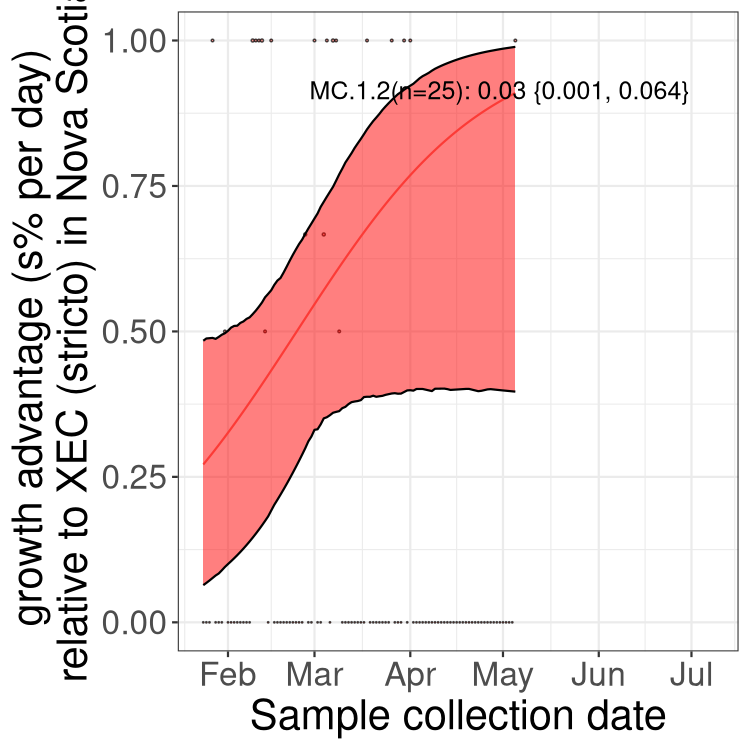 growth advantage (s% per day)
relative to XEC (stricto) in Nova Scotia
1.00
0.75
0.50
0.25
0.00
MC.1.2(n=25): 0.03 {0.001, 0.064}
Feb Mar Apr May Jun Jul
Sample collection date